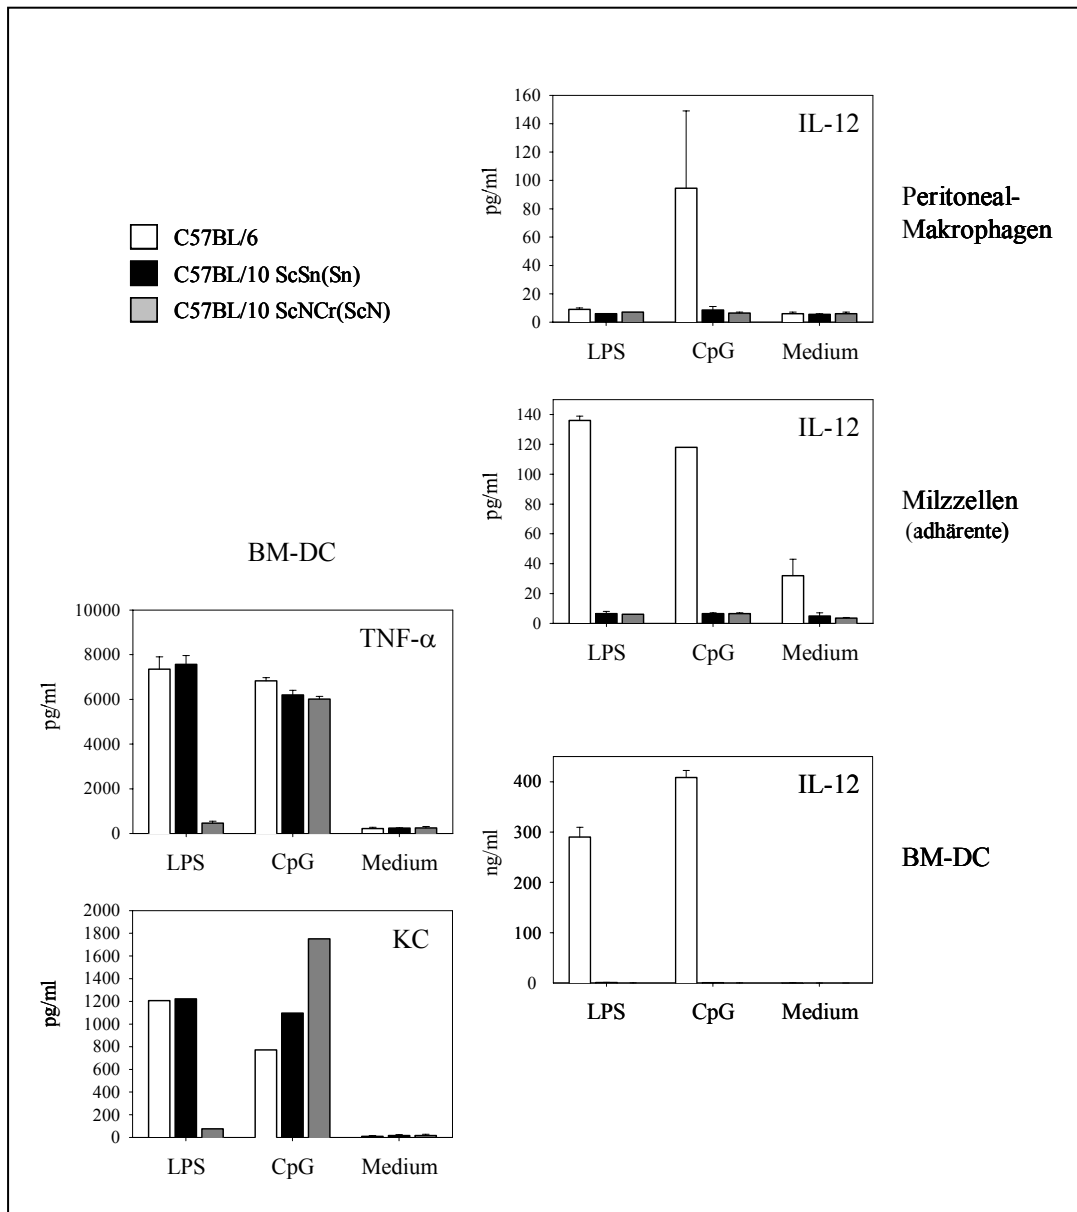 C57BL/6
C57BL/10 ScSn(Sn)
C57BL/10 ScNCr(ScN)
160
140
120
100
80
60
40
20
0
pg/ml
IL-12
LPS CpG Medium
Peritoneal-
Makrophagen
140
120
100
80
60
40
20
0
pg/ml
IL-12
LPS CpG Medium
Milzzellen
(adhärente)
BM-DC
10000
8000
6000
4000
2000
0
pg/ml
TNF-α
LPS CpG Medium
400
300
200
100
0
ng/ml
IL-12
LPS CpG Medium
BM-DC
2000
1800
1600
1400
1200
1000
800
600
400
200
0
pg/ml
KC
LPS CpG Medium